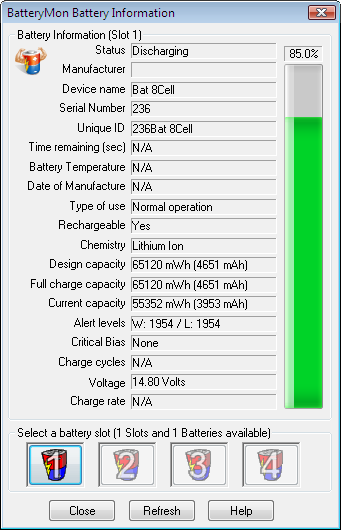 BatteryMon Battery Information
Battery Information (Slot 1)
Status Discharging
85.0%
Manufacturer
Device name Bat 8Cell
Serial Number 236
Unique ID 236Bat 8Cell
Time remaining (sec) N/A
Battery Temperature N/A
Date of Manufacture N/A
Type of use Normal operation
Rechargeable Yes
Chemistry Lithium Ion
Design capacity 65120 mWh (4651 mAh)
Full charge capacity 65120 mWh (4651 mAh)
Current capacity 55352 mWh (3953 mAh)
Alert levels W: 1954 / L: 1954
Critical Bias None
Charge cycles N/A
Voltage 14.80 Volts
Charge rate N/A
Select a battery slot (1 Slots and 1 Batteries available)
1 2 3 4
Close Refresh Help